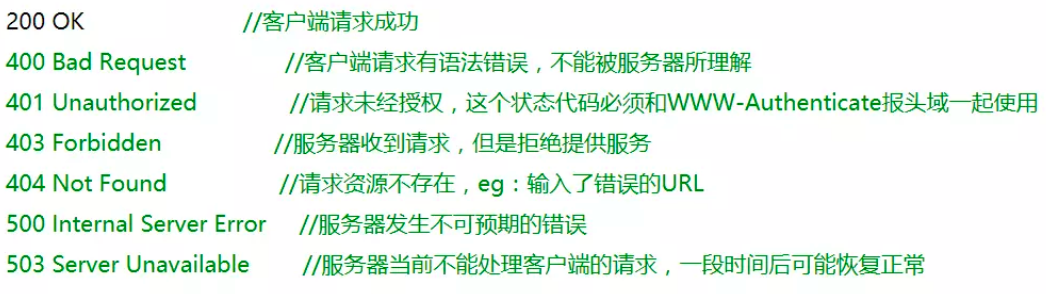 200 OK //客户端请求成功
400 Bad Request //客户端请求有语法错误，不能被服务器所理解
401 Unauthorized //请求未经授权，这个状态代码必须和WWW-Authenticate报头域一起使用
403 Forbidden //服务器收到请求，但是拒绝提供服务
404 Not Found //请求资源不存在，eg：输入了错误的URL
500 Internal Server Error //服务器发生不可预期的错误
503 Server Unavailable //服务器当前不能处理客户端的请求，一段时间后可能恢复正常